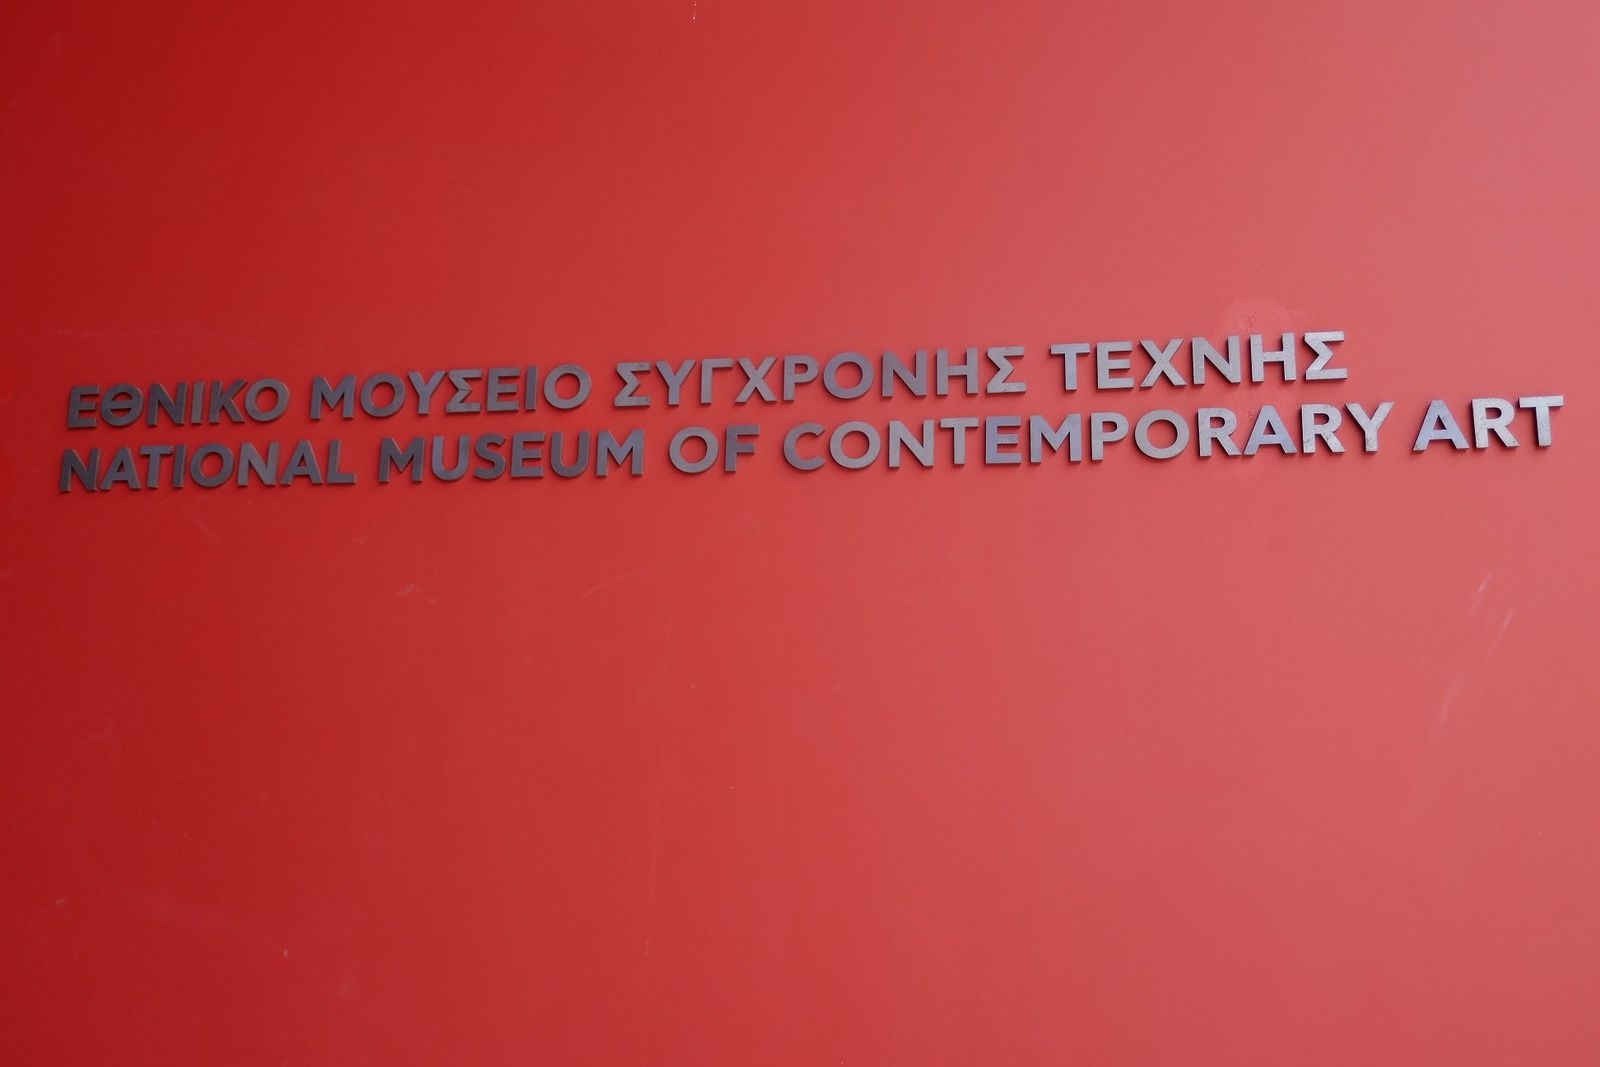 ΕΘΝΙΚΟ ΜΟΥΣΕΙΟ ΣΥΓΧΡΟΝΗΣ ΤΕΧΝΗΣ
NATIONAL MUSEUM OF CONTEMPORARY ART